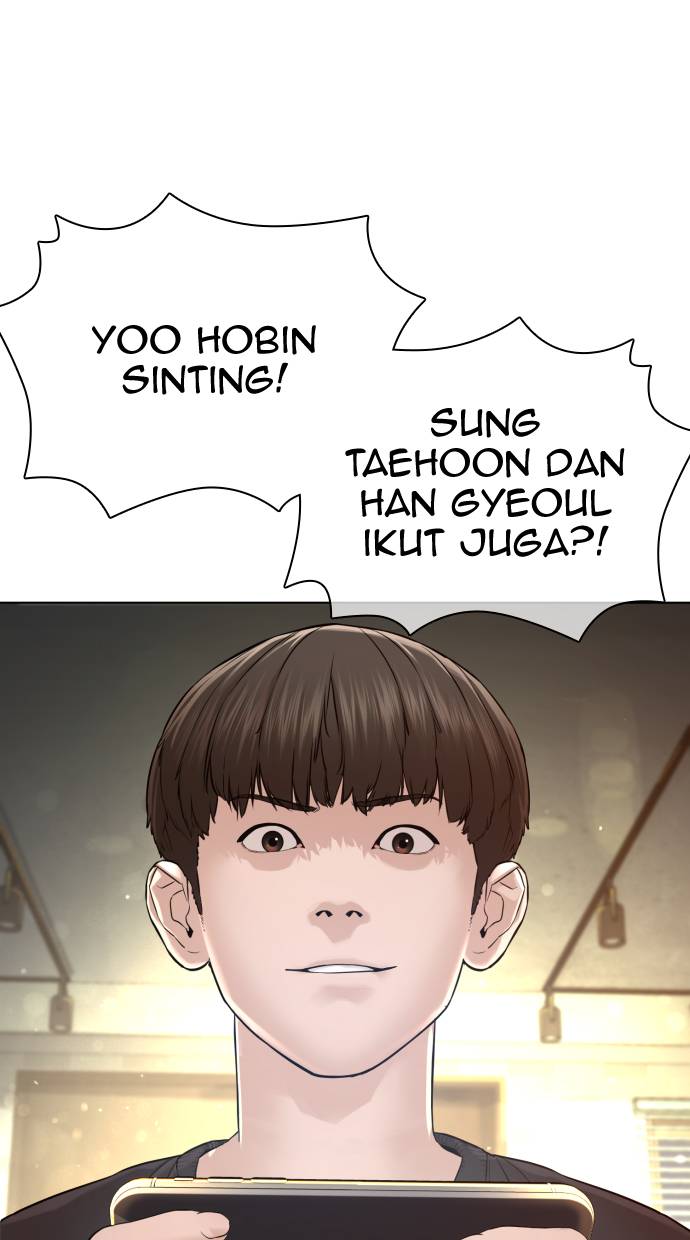 YOO HOBIN
SINTING!
SUNG
TAEHOON DAN
HAN GYEOUL
IKUT JUGA?!